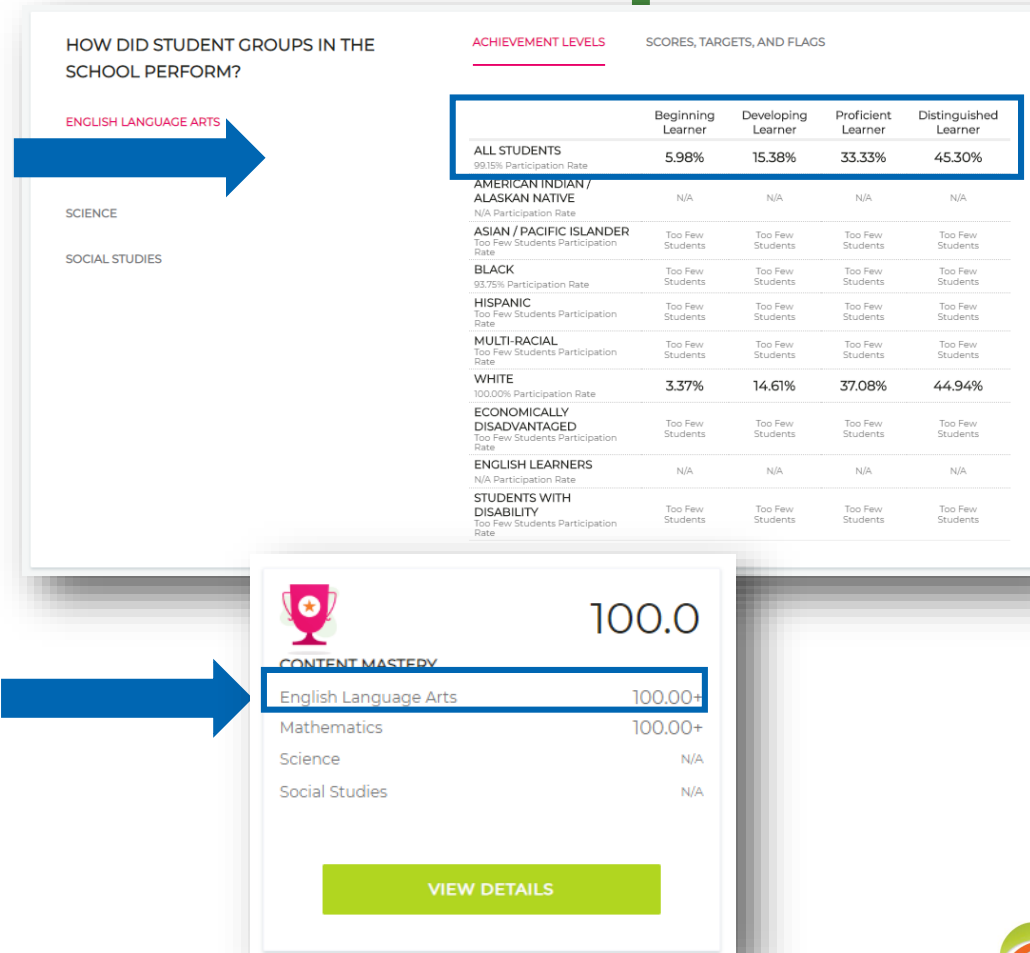 HOW DID STUDENT GROUPS IN THE
SCHOOL PERFORM?
ENGLISH LANGUAGE ARTS
SCIENCE
SOCIAL STUDIES
ACHIEVEMENT LEVELS SCORES, TARGETS, AND FLAGS
Beginning Developing Proficient Distinguished
Learner Learner Learner Learner
ALL STUDENTS 5.98% 15.38% 33.33% 45.30%
99.15% Participation Rate
AMERICAN INDIAN /
ALASKAN NATIVE N/A N/A N/A N/A
N/A Participation Rate
ASIAN / PACIFIC ISLANDER Too Few Too Few Too Few Too Few
Too Few Students Participation Students Students Students Students
Rate
BLACK Too Few Too Few Too Few Too Few
93.75% Participation Rate Students Students Students Students
HISPANIC Too Few Too Few Too Few Too Few
Too Few Students Participation Students Students Students Students
Rate
MULTI-RACIAL Too Few Too Few Too Few Too Few
Too Few Students Participation Students Students Students Students
Rate
WHITE 3.37% 14.61% 37.08% 44.94%
100.00% Participation Rate
ECONOMICALLY
DISADVANTAGED Too Few Too Few Too Few Too Few
Too Few Students Participation Students Students Students Students
Rate
ENGLISH LEARNERS N/A N/A N/A N/A
N/A Participation Rate
STUDENTS WITH
DISABILITY Too Few Too Few Too Few Too Few
Too Few Students Participation Students Students Students Students
Rate
100.0
CONTENT MASTERY
English Language Arts 100.00+
Mathematics 100.00+
Science N/A
Social Studies N/A
VIEW DETAILS